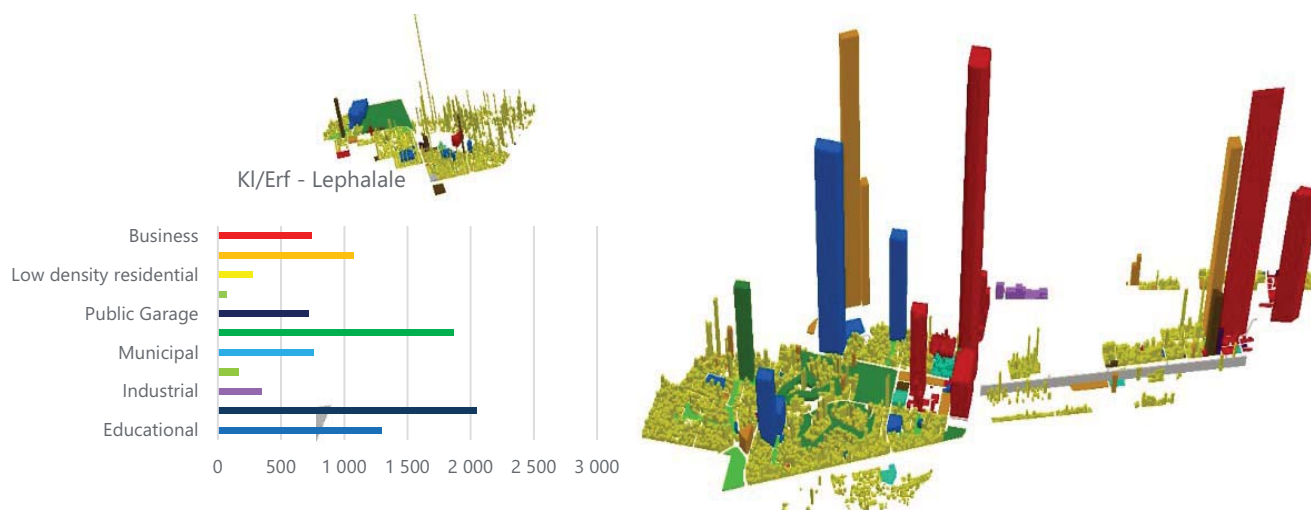 Kl/Erf - Lephalale
Business
Low density residential
Public Garage
Municipal
Industrial
Educational
0 500 1 000 1 500 2 000 2 500 3 000